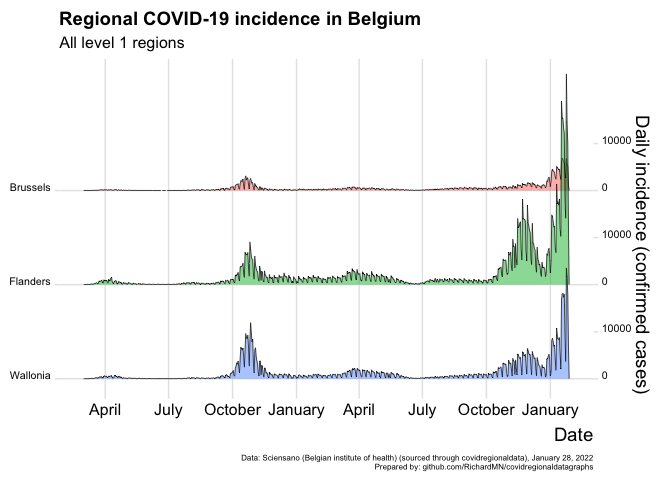 Regional COVID-19 incidence in Belgium
All level 1 regions
Brussels
Flanders
Wallonia
10000
0
10000
0
10000
0
Daily incidence (confirmed cases)
April July October January April July October January
Date
Data: Sciensano (Belgian institute of health) (sourced through covidregionaldata), January 28, 2022
Prepared by: github.com/RichardMN/covidregionaldatagraphs